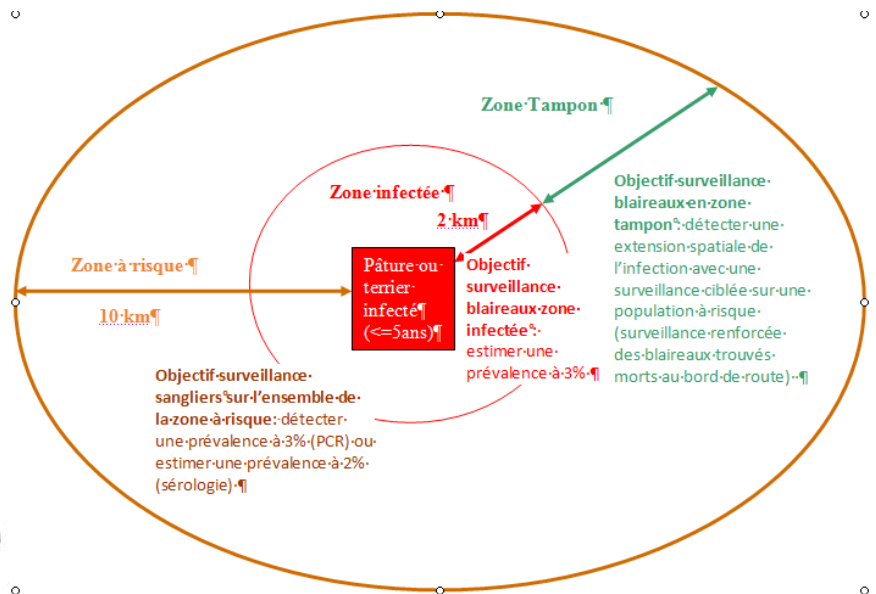 Zone·Tampon·¶
Zone·infectée·¶
2·km¶
Zone·à·risque·¶
10·km¶
Pâture·ou·
terrier·
infecté¶
(<=5ans)¶
Objectif·
surveillance·
blaireaux·zone·
infectée°:·
estimer·une·
prévalence·à·3%·¶
Objectif·surveillance·
blaireaux·en·zone·
tampon°:·détecter·une·
extension·spatiale·de·
l’infection·avec·une·
surveillance·ciblée·sur·une·
population·à·risque·
(surveillance·renforcée·
des·blaireaux·trouvés·
morts·au·bord·de·route)··¶
Objectif·surveillance·
sangliers°sur·l’ensemble·de·
la·zone·à·risque:·détecter·
une·prévalence·à·3%·(PCR)·ou·
estimer·une·prévalence·à·2%·
(sérologie)·¶